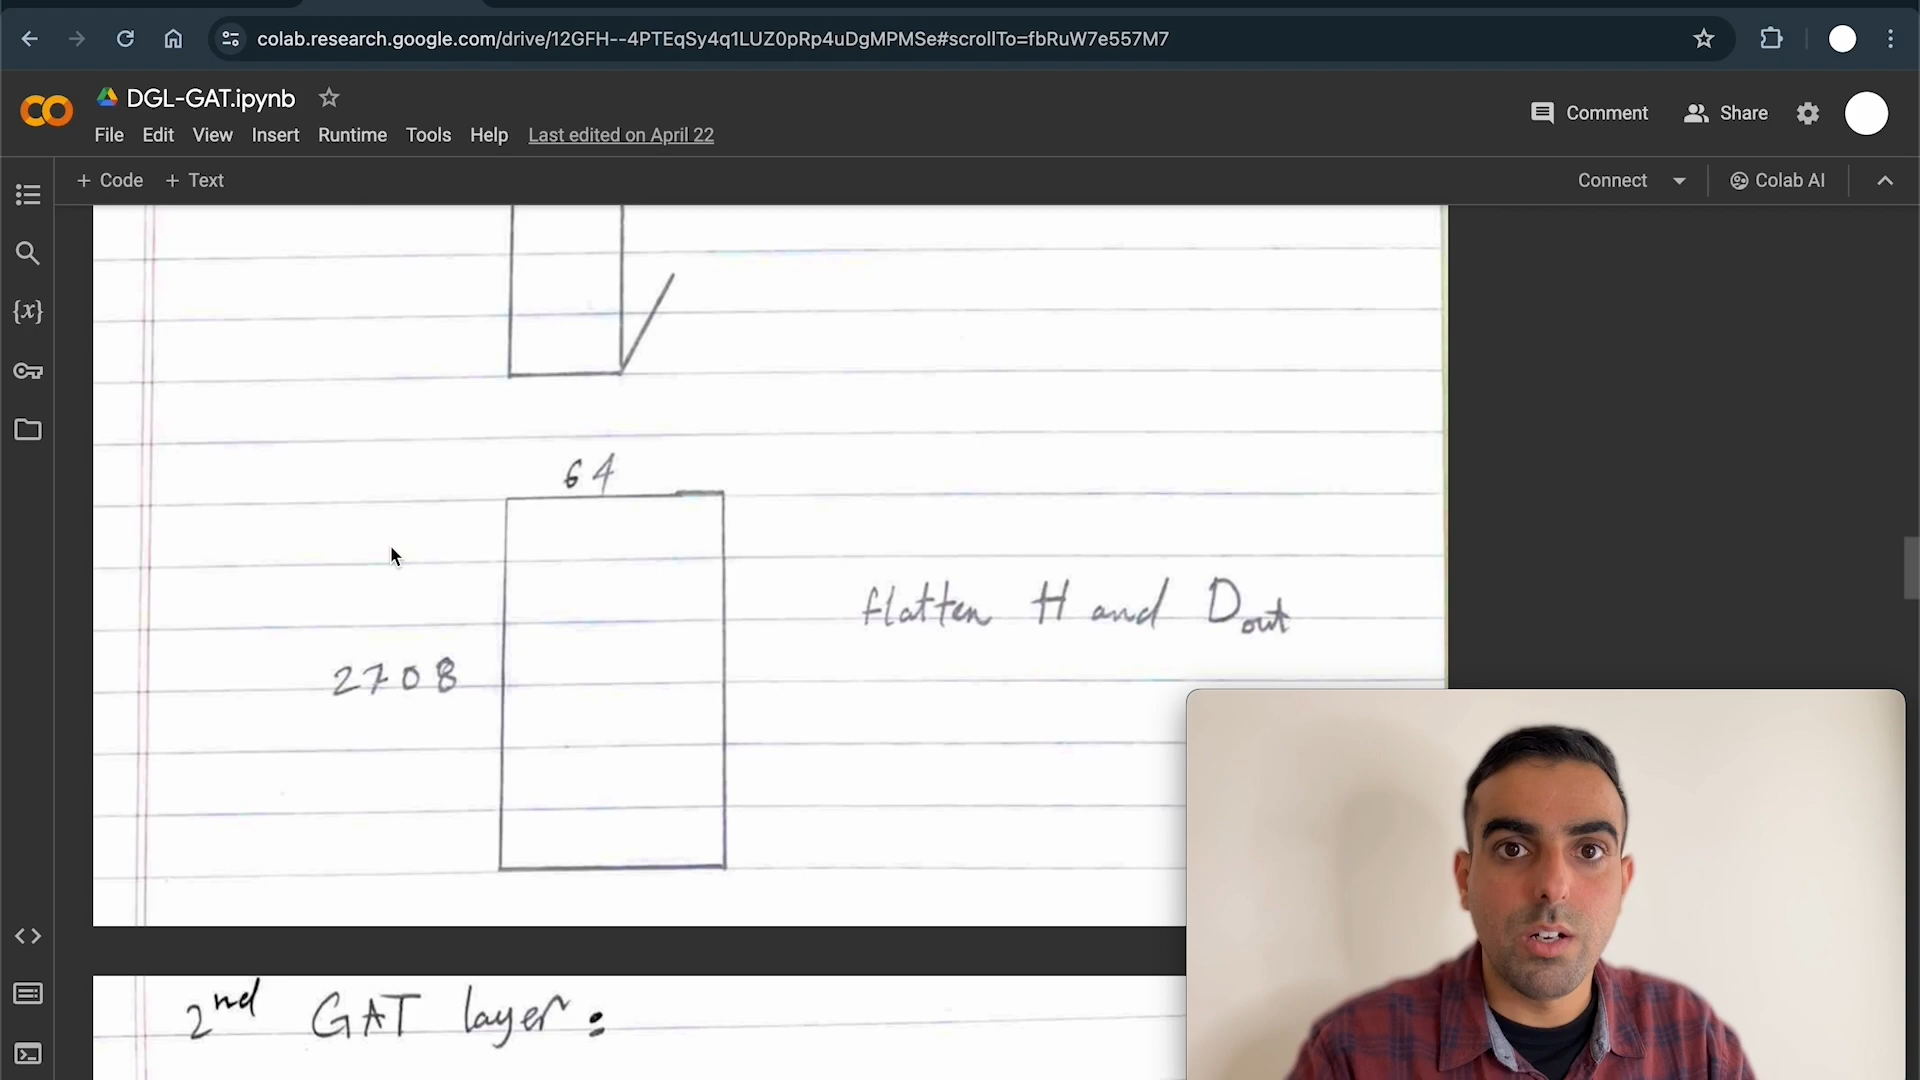 colab.research.google.com/drive/12GFH--4PTEqSy4q1LUZ0pRp4uDgMPMSe#scrollTo=fbRuW7e557M7
DGL-GAT.ipynb
Comment
Share
File Edit View Insert Runtime Tools Help Last edited on April 22
+ Code + Text
Connect
Colab AI
{x}
64
flatten H and Dout
2708
2nd GAT layer: